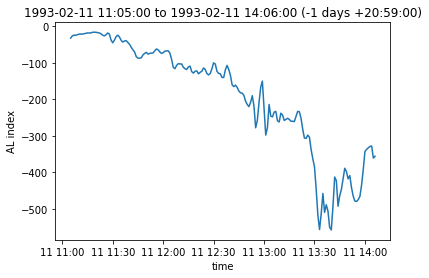 1993-02-11 11:05:00 to 1993-02-11 14:06:00 (-1 days +20:59:00)
0
−100
−200
−300
−400
−500
AL index
11 11:00 11 11:30 11 12:00 11 12:30 11 13:00 11 13:30 11 14:00
time